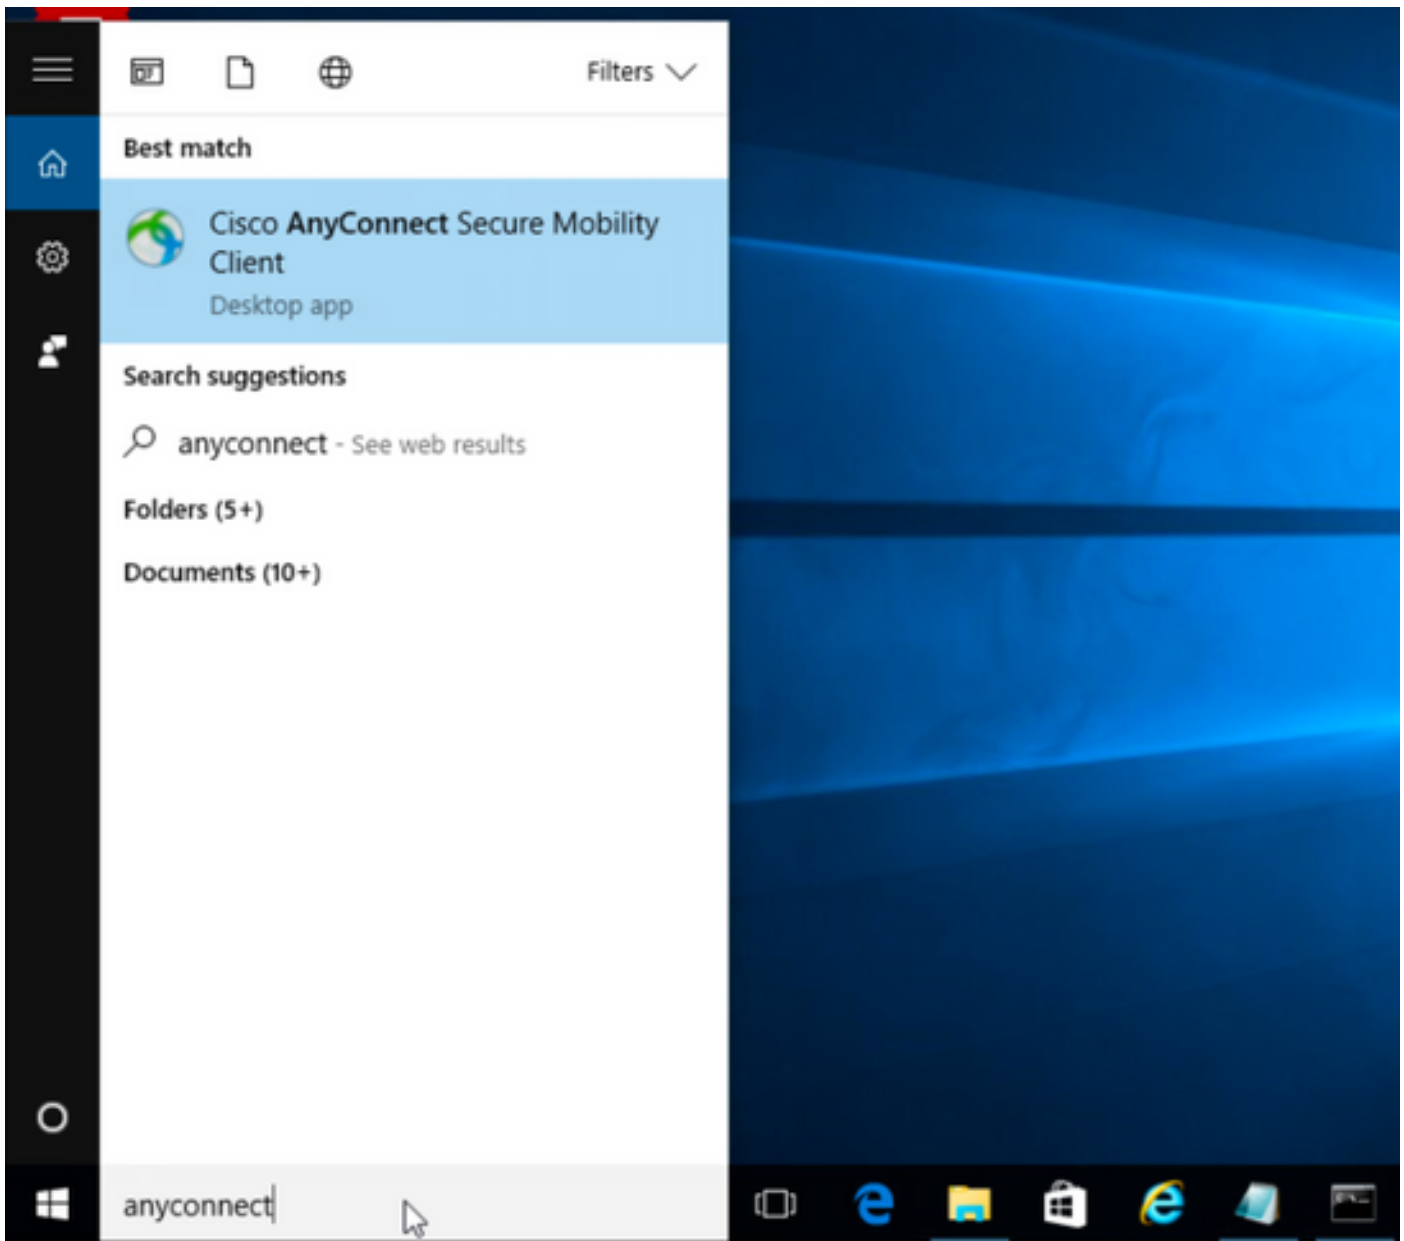 Filters
Best match
Cisco AnyConnect Secure Mobility
Client
Desktop app
Search suggestions
anyconnect - See web results
Folders (5+)
Documents (10+)
anyconnect